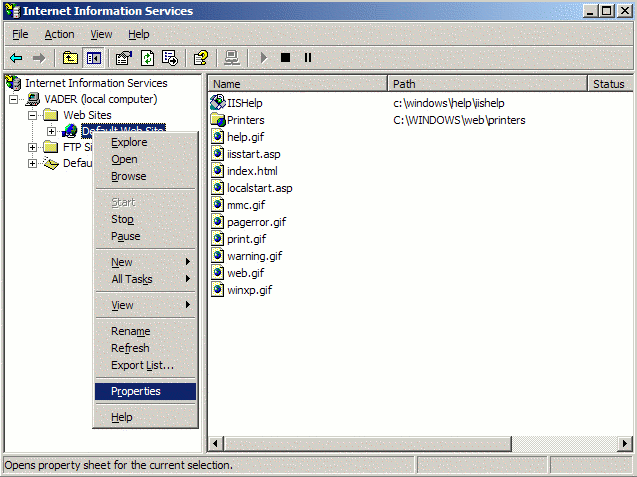 Internet Information Services
File Action View Help
Internet Information Services
VADER (local computer)
Web Sites
Default Web Site
FTP Si
Defau
Explore
Open
Browse
Start
Stop
Pause
New
All Tasks
View
Rename
Refresh
Export List...
Properties
Help
Name Path Status
IISHelp c:\windows\help\iishelp
Printers C:\WINDOWS\web\printers
help.gif
iisstart.asp
index.html
localstart.asp
mmc.gif
pagerror.gif
print.gif
warning.gif
web.gif
winxp.gif
Opens property sheet for the current selection.